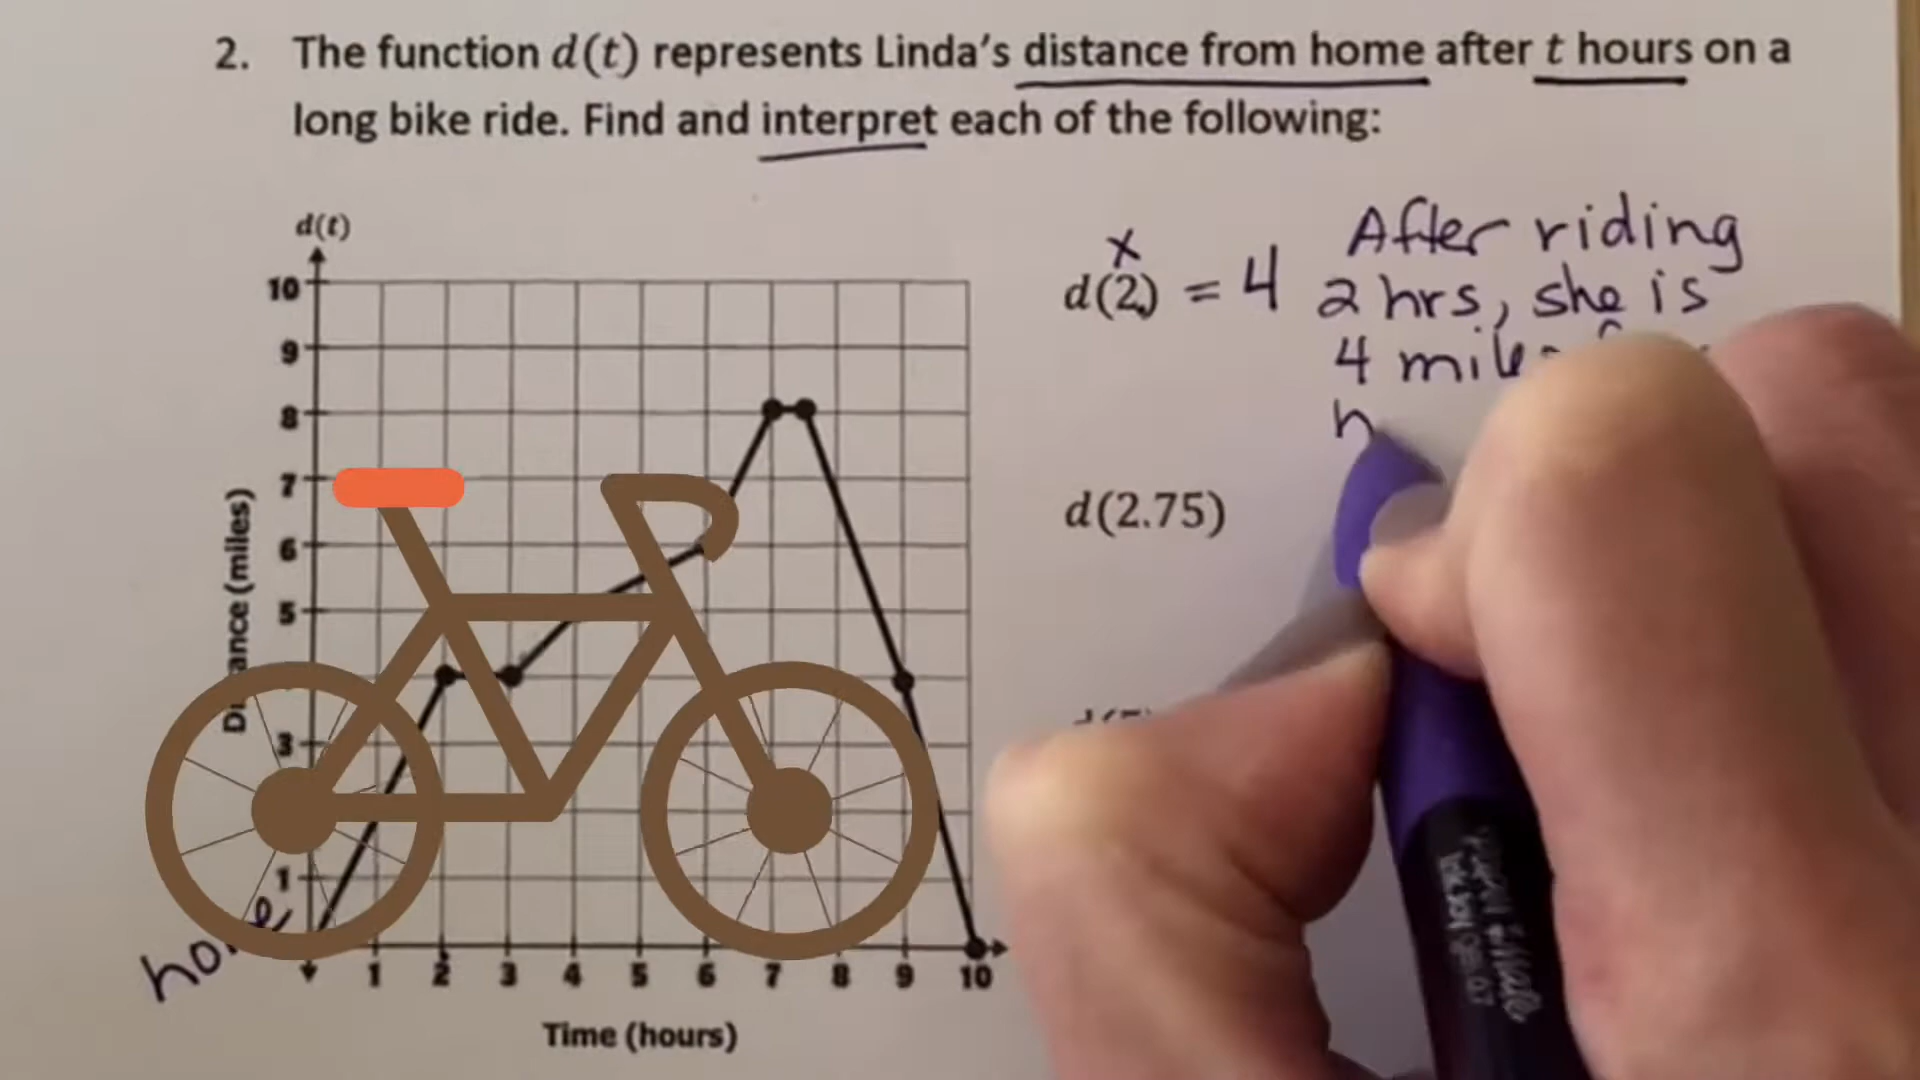 2. The function d(t) represents Linda's distance from home after t hours on a
long bike ride. Find and interpret each of the following:
d(t)
10
9
8
7
6
5
3
1
Distance (miles)
home
1 2 3 4 5 6 7 8 9 10
Time (hours)
x
d(2) = 4
After riding
2 hrs, she is
4
d(2.75)